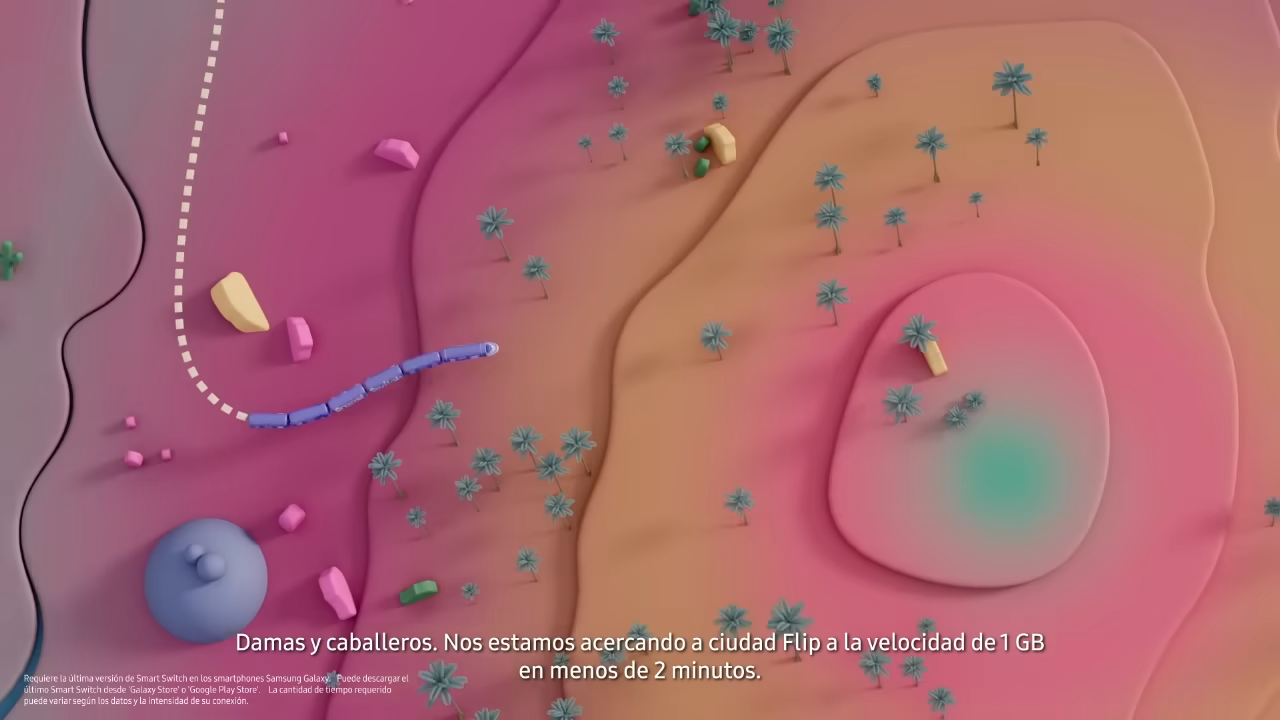 Damas y caballeros. Nos estamos acercando a ciudad Flip a la velocidad de 1 GB
en menos de 2 minutos.
Requiere la última versión de Smart Switch en los smartphones Samsung Galaxy. Puede descargar el
último Smart Switch desde 'Galaxy Store' o 'Google Play Store'. La cantidad de tiempo requerido
puede variar según los datos y la intensidad de su conexión.